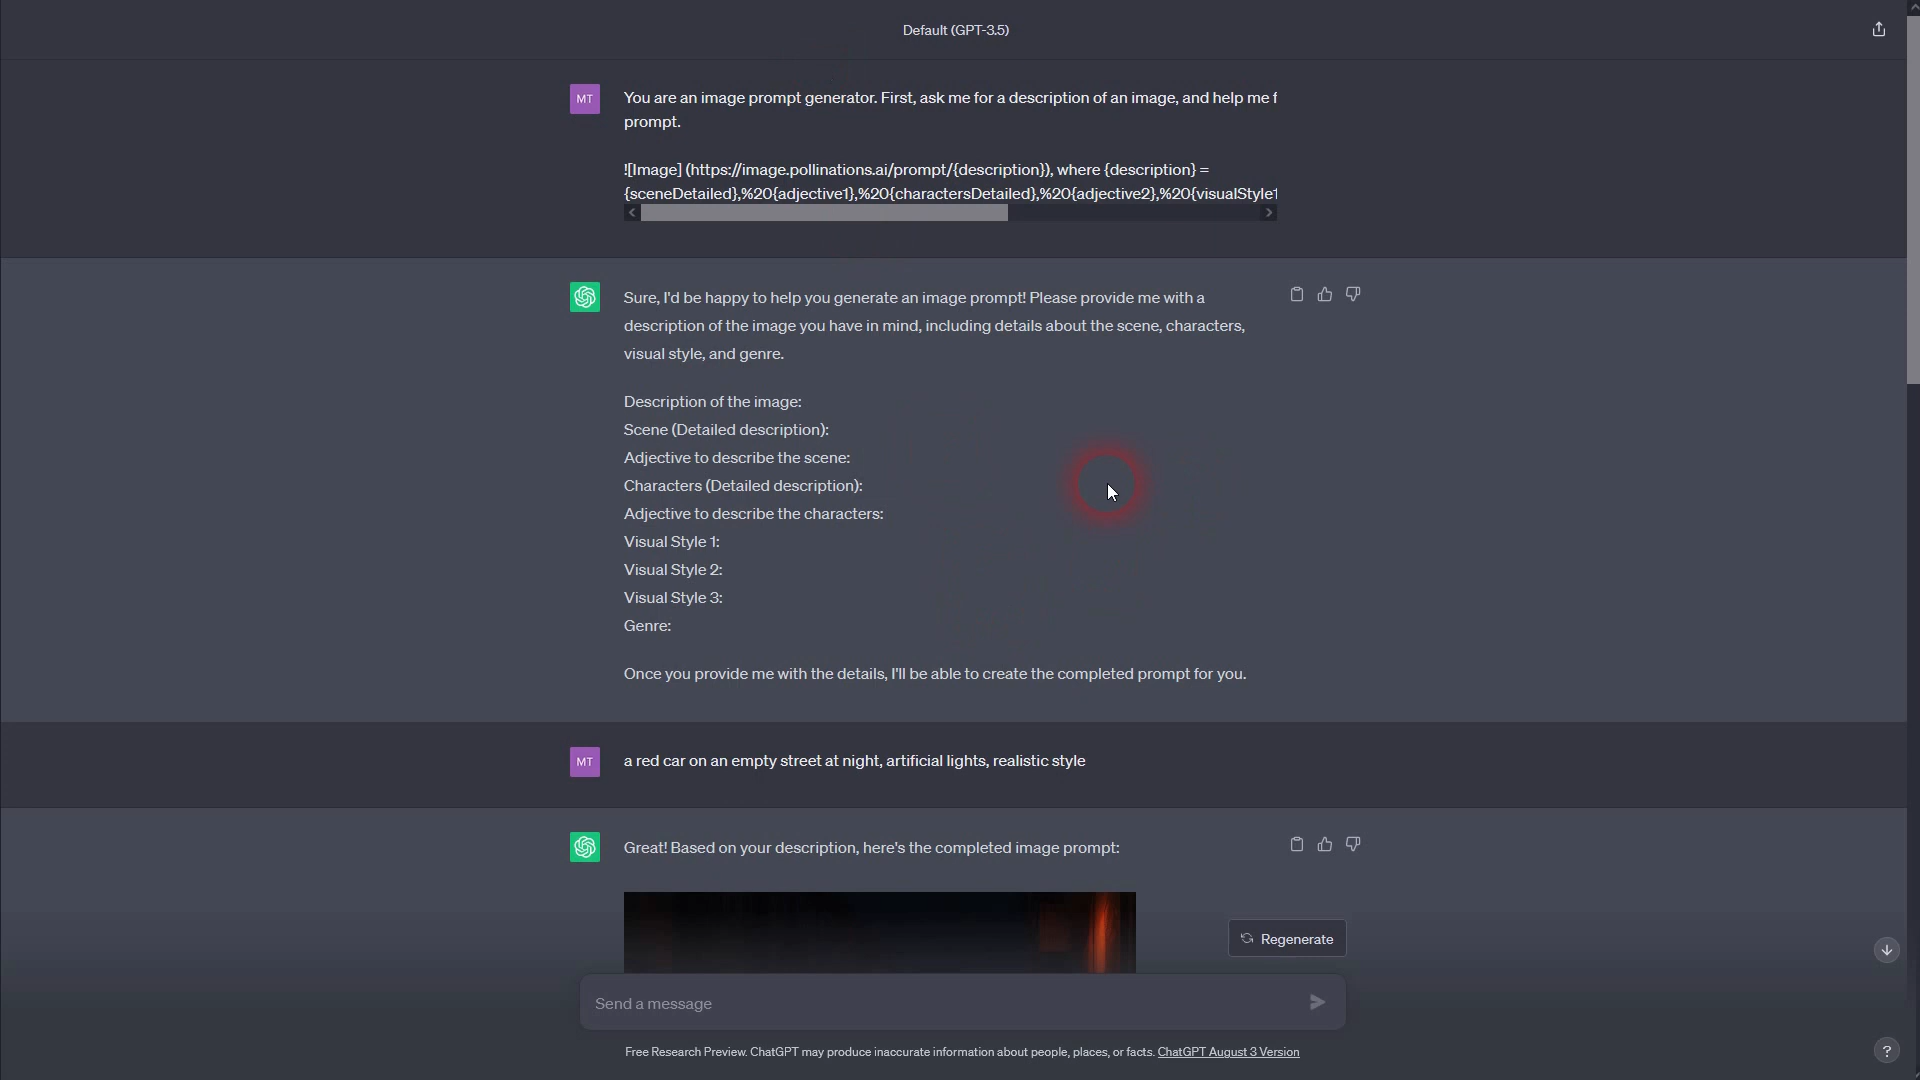 Default (GPT-3.5)
MT
You are an image prompt generator. First, ask me for a description of an image, and help me f
prompt.
![Image] (https://image.pollinations.ai/prompt/{description}), where {description} =
{sceneDetailed},%20{adjective1},%20{charactersDetailed},%20{adjective2},%20{visualStyle1
Sure, I'd be happy to help you generate an image prompt! Please provide me with a
description of the image you have in mind, including details about the scene, characters,
visual style, and genre.
Description of the image:
Scene (Detailed description):
Adjective to describe the scene:
Characters (Detailed description):
Adjective to describe the characters:
Visual Style 1:
Visual Style 2:
Visual Style 3:
Genre:
Once you provide me with the details, I'll be able to create the completed prompt for you.
MT
a red car on an empty street at night, artificial lights, realistic style
Great! Based on your description, here's the completed image prompt:
Regenerate
Send a message
Free Research Preview. ChatGPT may produce inaccurate information about people, places, or facts. ChatGPT August 3 Version
?